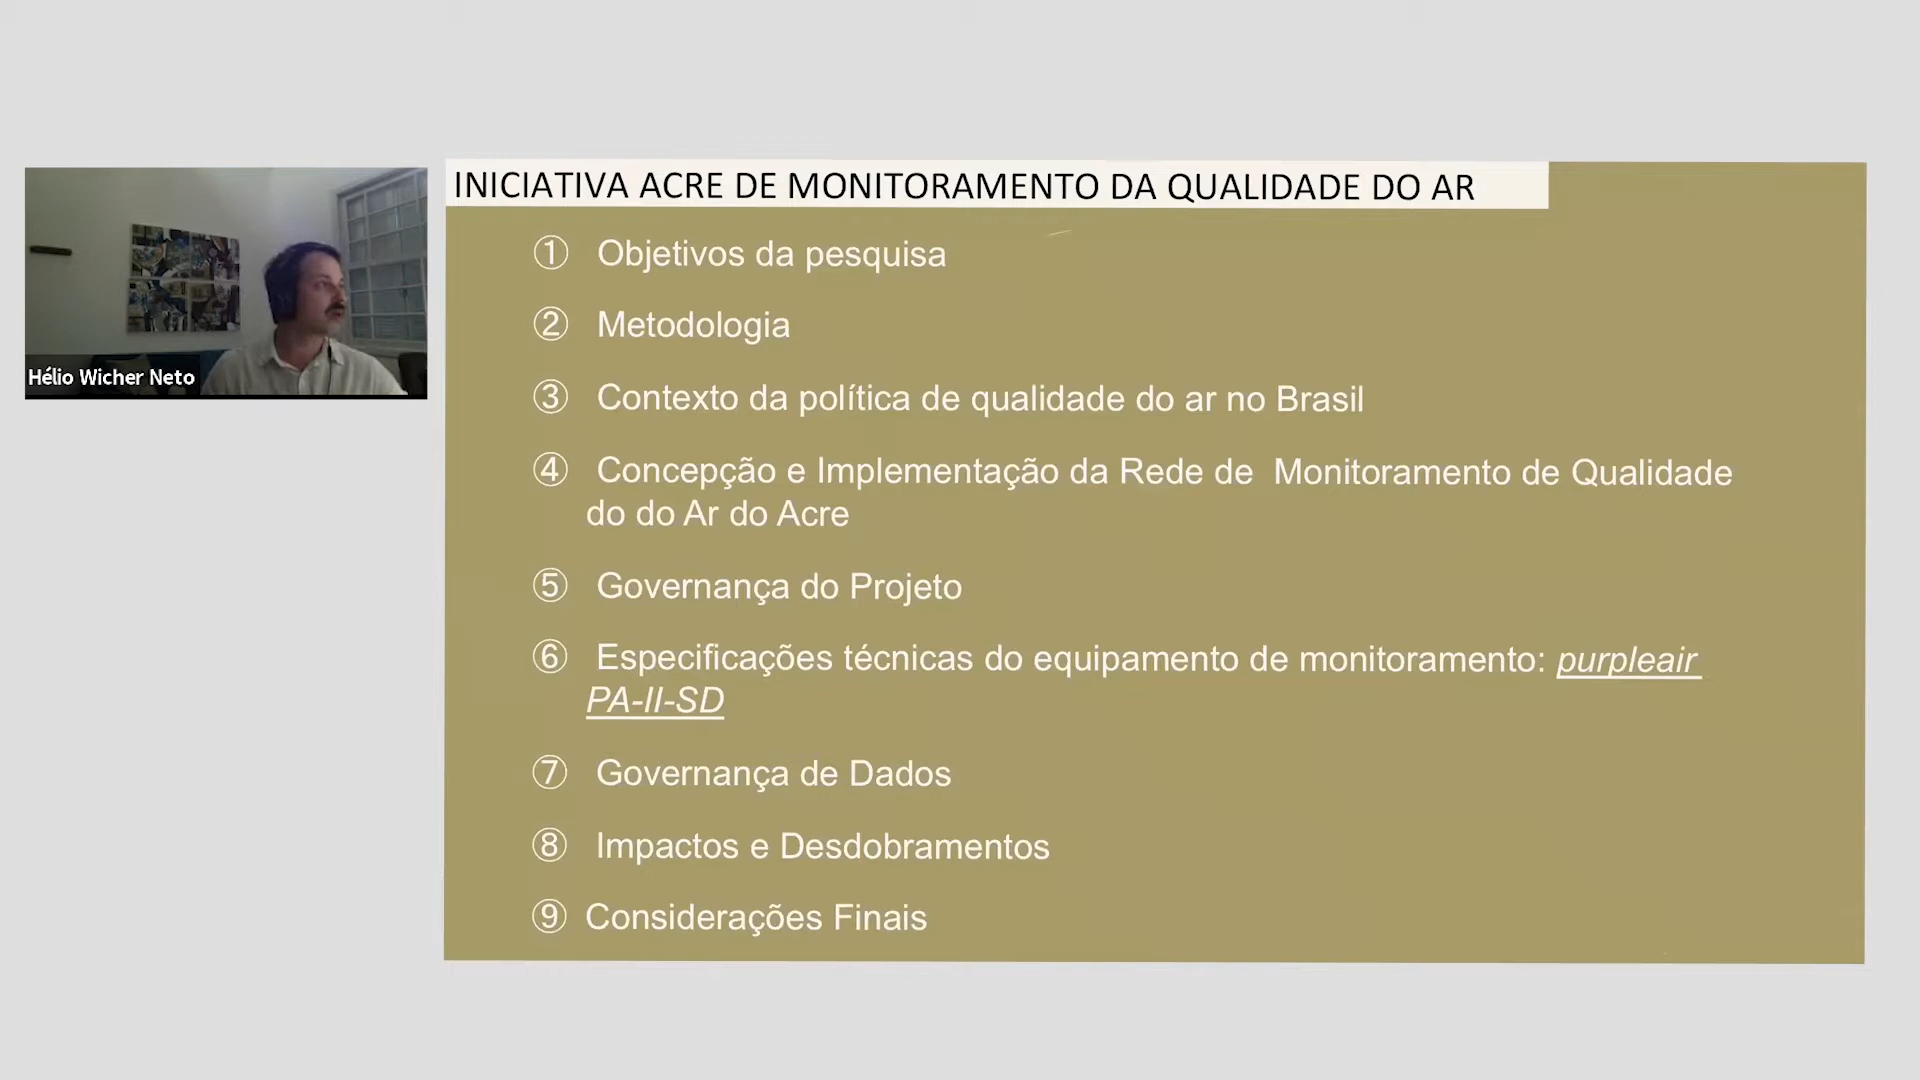 INICIATIVA ACRE DE MONITORAMENTO DA QUALIDADE DO AR
① Objetivos da pesquisa
② Metodologia
③ Contexto da política de qualidade do ar no Brasil
④ Concepção e Implementação da Rede de Monitoramento de Qualidade
do do Ar do Acre
⑤ Governança do Projeto
⑥ Especificações técnicas do equipamento de monitoramento: purpleair
PA-II-SD
⑦ Governança de Dados
⑧ Impactos e Desdobramentos
⑨ Considerações Finais
Hélio Wicher Neto